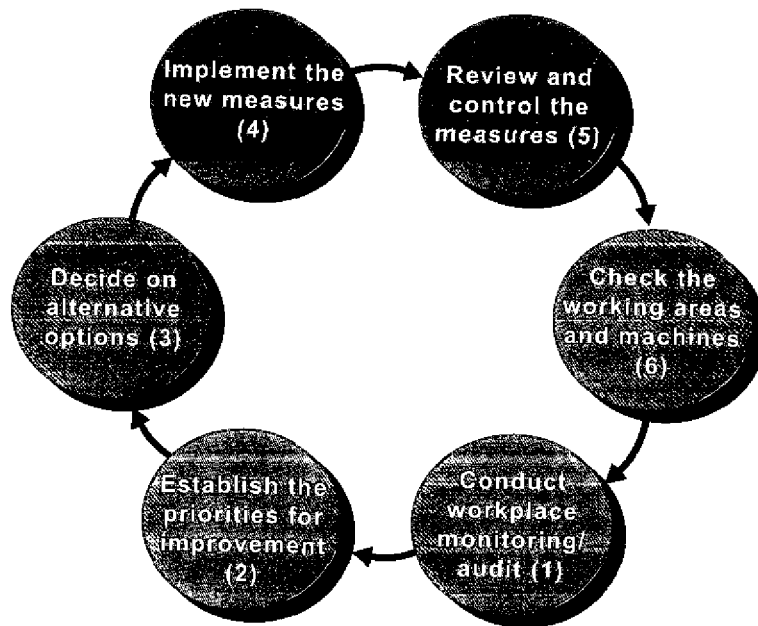 Implement the
new measures
(4)
Review and
control the
measures (5)
Check the
working areas
and machines
(6)
Conduct
workplace
monitoring/
audit (1)
Establish the
priorities for
improvement
(2)
Decide on
alternative
options (3)